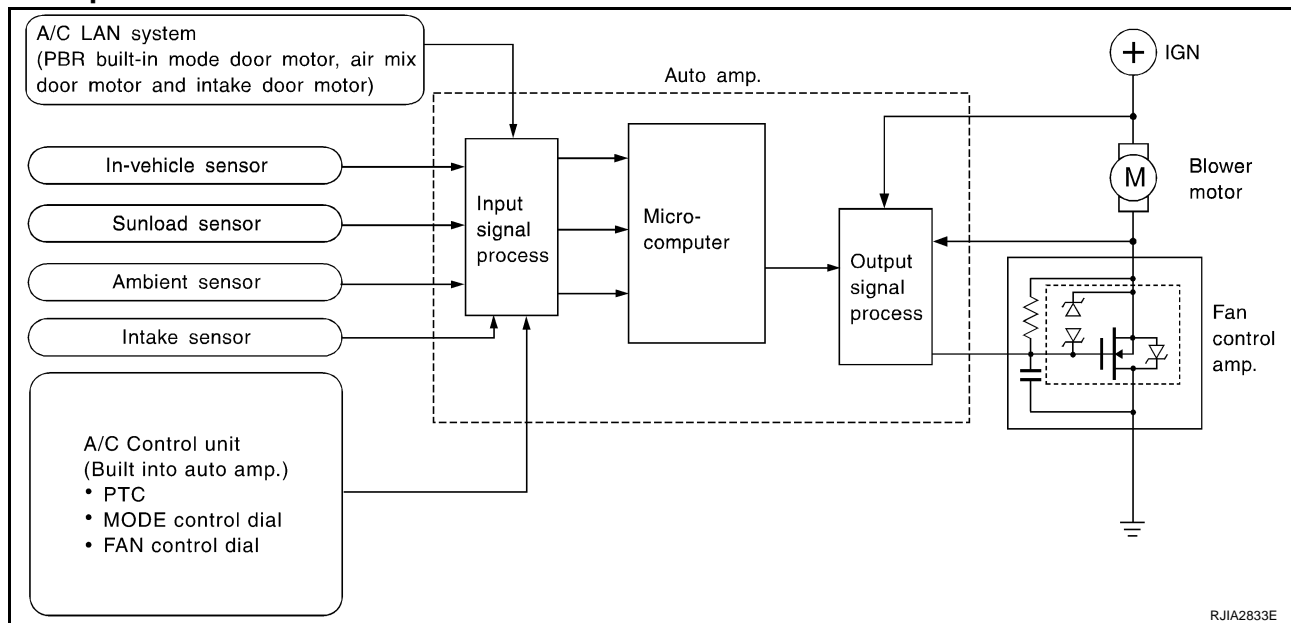 A/C LAN system
(PBR built-in mode door motor, air mix
door motor and intake door motor)
In-vehicle sensor
Sunload sensor
Ambient sensor
Intake sensor
A/C Control unit
(Built into auto amp.)
• PTC
• MODE control dial
• FAN control dial
Auto amp.
Input
signal
process
Micro-
computer
Output
signal
process
+
IGN
M
Blower
motor
Fan
control
amp.
RJIA2833E